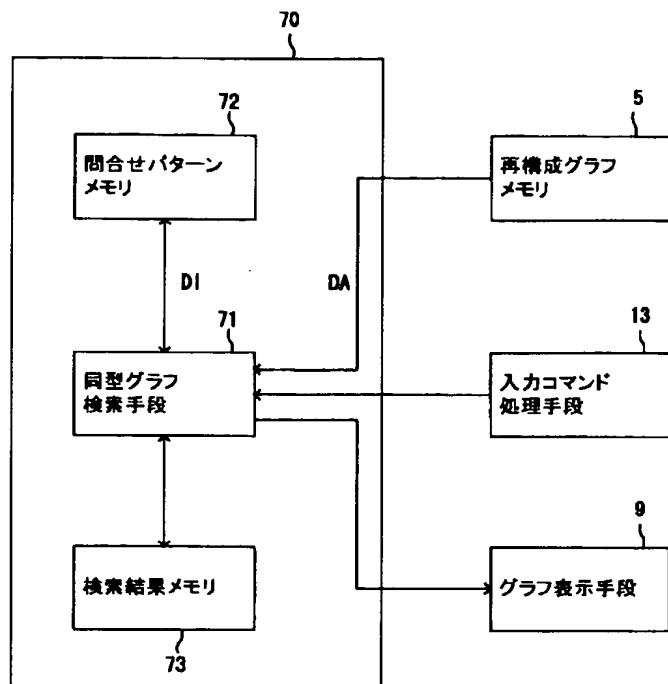 70
72
問合せパターン
メモリ
5
再構成グラフ
メモリ
DI
DA
71
同型グラフ
検索手段
13
入力コマンド
処理手段
検索結果メモリ
73
9
グラフ表示手段